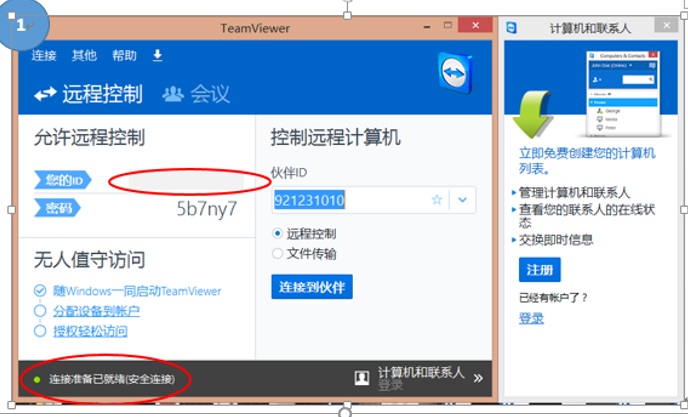 1
TeamViewer
连接 其他 帮助
远程控制 会议
允许远程控制
您的ID
密码 5b7ny7
无人值守访问
随Windows一同启动TeamViewer
分配设备到帐户
授权轻松访问
控制远程计算机
伙伴ID
921231010
远程控制
文件传输
连接到伙伴
连接准备已就绪(安全连接)
计算机和联系人
登录
计算机和联系人
Computers & Contacts
立即免费创建您的计算机
列表。
管理计算机和联系人
查看您的联系人的在线状
态
交换即时信息
注册
已经有帐户了？
登录